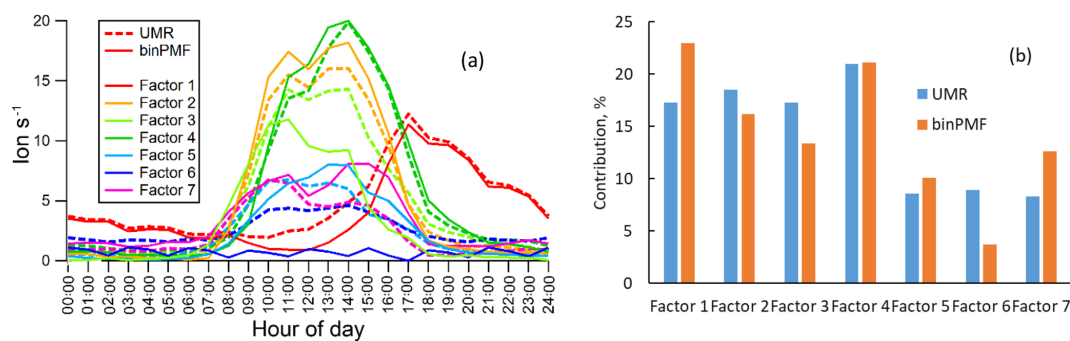 20
15
10
5
0
Ion s⁻¹
UMR
binPMF
Factor 1
Factor 2
Factor 3
Factor 4
Factor 5
Factor 6
Factor 7
(a)
00:00
01:00
02:00
03:00
04:00
05:00
06:00
07:00
08:00
09:00
10:00
11:00
12:00
13:00
14:00
15:00
16:00
17:00
18:00
19:00
20:00
21:00
22:00
23:00
24:00
Hour of day
25
20
15
10
5
0
Contribution, %
(b)
UMR
binPMF
Factor 1 Factor 2 Factor 3 Factor 4 Factor 5 Factor 6 Factor 7